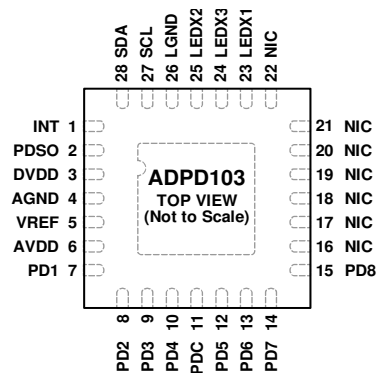 28 SDA
27 SCL
26 LGND
25 LEDX2
24 LEDX3
23 LEDX1
22 NIC
INT 1
PDSO 2
DVDD 3
AGND 4
VREF 5
AVDD 6
PD1 7
ADPD103
TOP VIEW
(Not to Scale)
21 NIC
20 NIC
19 NIC
18 NIC
17 NIC
16 NIC
15 PD8
PD2 8
PD3 9
PD4 10
PDC 11
PD5 12
PD6 13
PD7 14